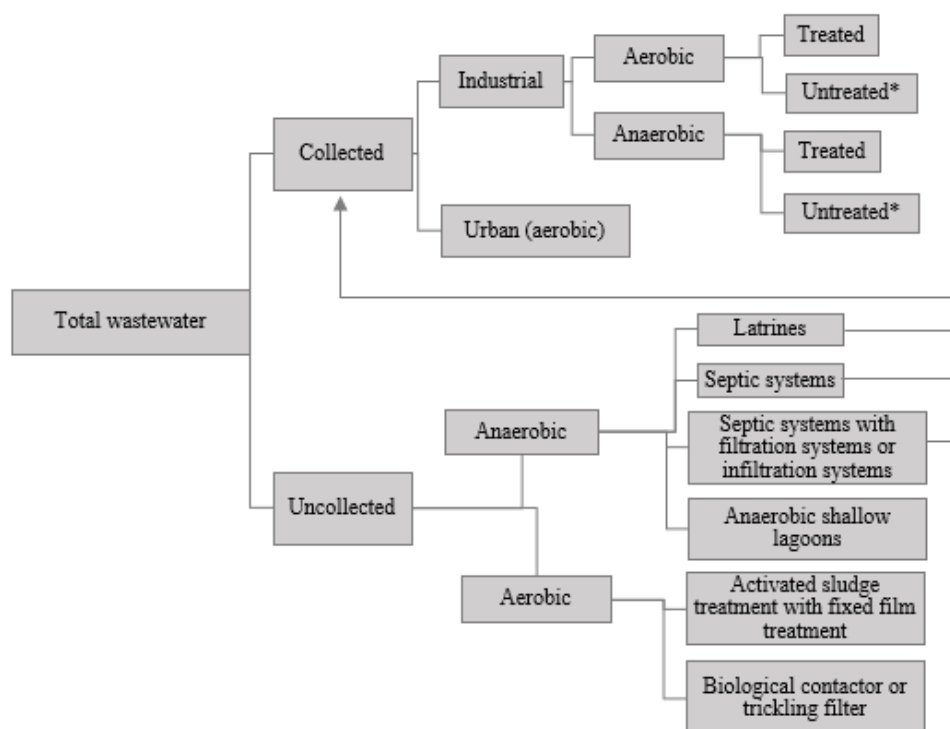 Treated
Aerobic
Industrial
Untreated*
Anaerobic
Treated
Collected
Untreated*
Urban (aerobic)
Total wastewater
Latrines
Septic systems
Anaerobic
Septic systems with
filtration systems or
infiltration systems
Uncollected
Anaerobic shallow
lagoons
Aerobic
Activated sludge
treatment with fixed film
treatment
Biological contactor or
trickling filter